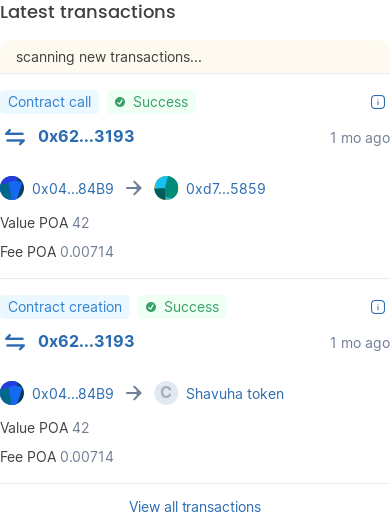 Latest transactions
scanning new transactions...
Contract call Success
0x62...3193 1 mo ago
0x04...84B9 0xd7...5859
Value POA 42
Fee POA 0.00714
Contract creation Success
0x62...3193 1 mo ago
0x04...84B9 C Shavuha token
Value POA 42
Fee POA 0.00714
View all transactions